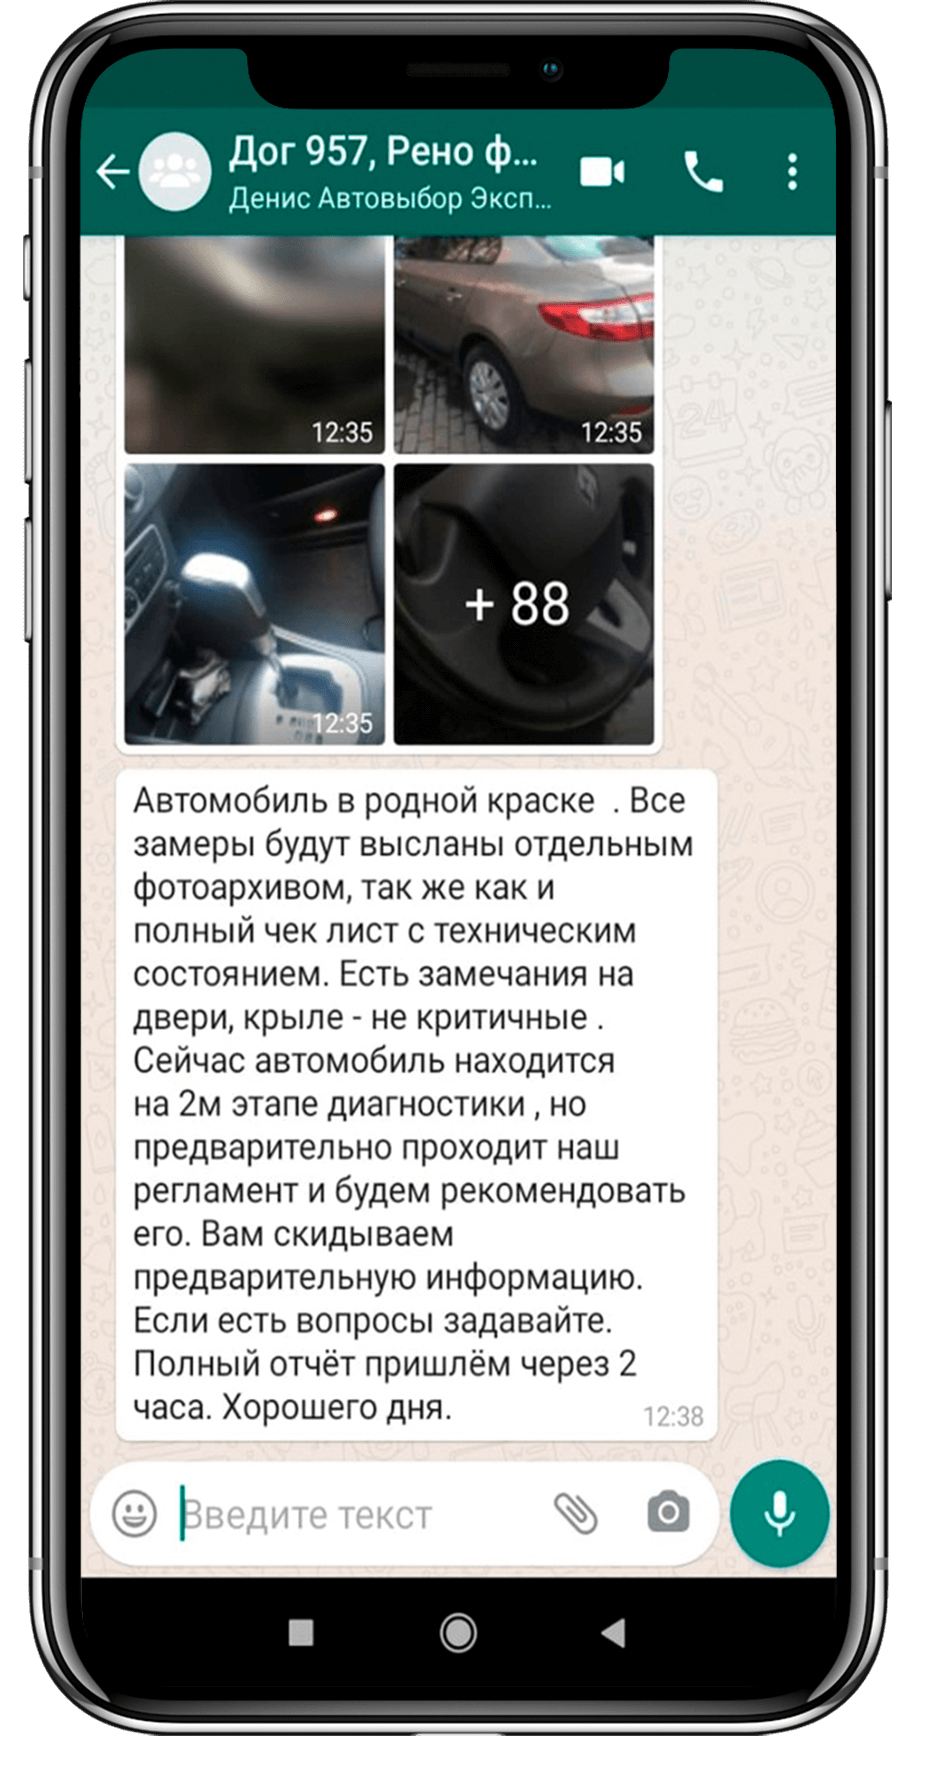 Дог 957, Рено ф...
Денис Автовыбор Эксп...
12:35
12:35
+ 88
12:35
Автомобиль в родной краске . Все
замеры будут высланы отдельным
фотоархивом, так же как и
полный чек лист с техническим
состоянием. Есть замечания на
двери, крыле - не критичные .
Сейчас автомобиль находится
на 2м этапе диагностики , но
предварительно проходит наш
регламент и будем рекомендовать
его. Вам скидываем
предварительную информацию.
Если есть вопросы задавайте.
Полный отчёт пришлём через 2
часа. Хорошего дня.
12:38
Введите текст